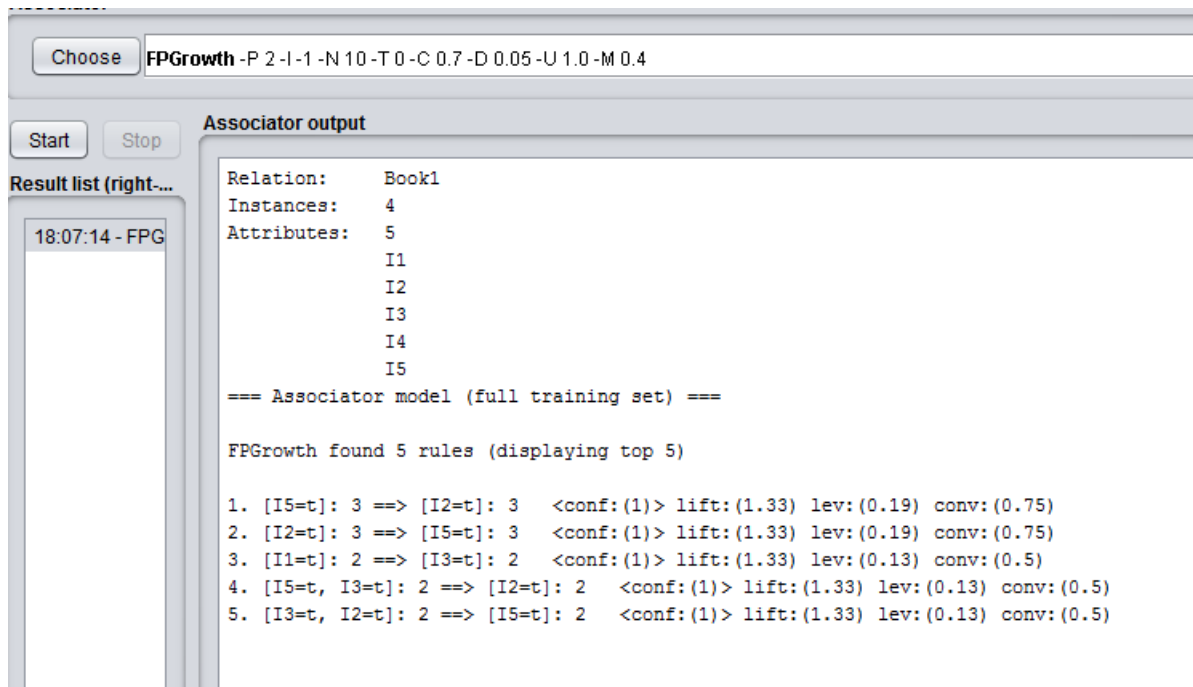 Choose FPGrowth -P 2 -I -1 -N 10 -T 0 -C 0.7 -D 0.05 -U 1.0 -M 0.4
Start Stop
Result list (right-...
18:07:14 - FPG
Associator output
Relation: Book1
Instances: 4
Attributes: 5
I1
I2
I3
I4
I5
=== Associator model (full training set) ===
FPGrowth found 5 rules (displaying top 5)
1. [I5=t]: 3 ==> [I2=t]: 3 <conf:(1)> lift:(1.33) lev:(0.19) conv:(0.75)
2. [I2=t]: 3 ==> [I5=t]: 3 <conf:(1)> lift:(1.33) lev:(0.19) conv:(0.75)
3. [I1=t]: 2 ==> [I3=t]: 2 <conf:(1)> lift:(1.33) lev:(0.13) conv:(0.5)
4. [I5=t, I3=t]: 2 ==> [I2=t]: 2 <conf:(1)> lift:(1.33) lev:(0.13) conv:(0.5)
5. [I3=t, I2=t]: 2 ==> [I5=t]: 2 <conf:(1)> lift:(1.33) lev:(0.13) conv:(0.5)